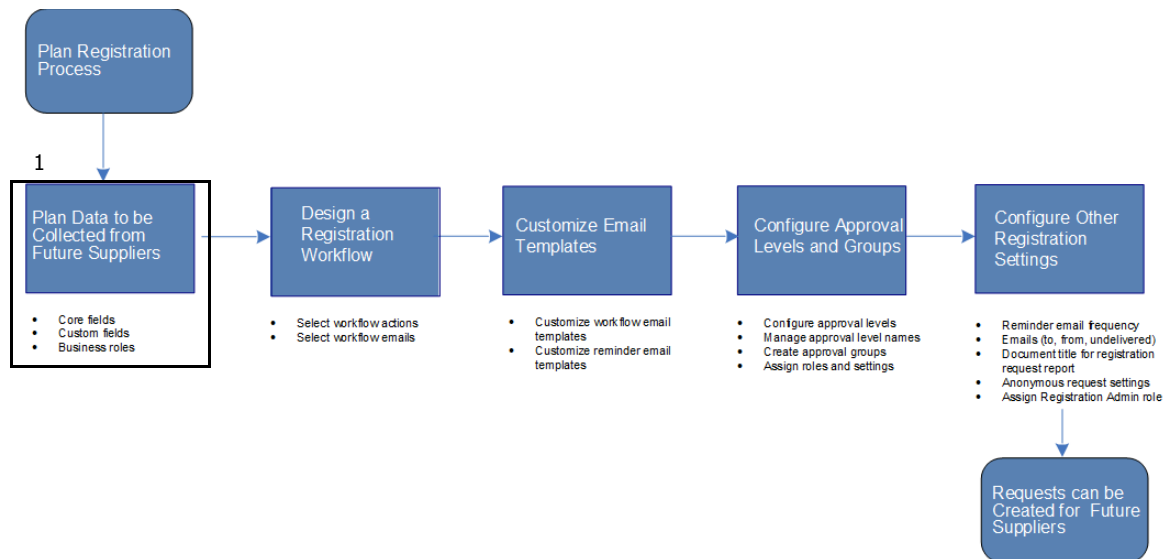 Plan Registration
Process
1
Plan Data to be
Collected from
Future Suppliers
• Core fields
• Custom fields
• Business roles
Design a
Registration
Workflow
• Select workflow actions
• Select workflow emails
Customize Email
Templates
• Customize workflow email
templates
• Customize reminder email
templates
Configure Approval
Levels and Groups
• Configure approval levels
• Manage approval level names
• Create approval groups
• Assign roles and settings
Configure Other
Registration
Settings
• Reminder email frequency
• Emails (to, from, undelivered)
• Document title for registration
request report
• Anonymous request settings
• Assign Registration Admin role
Requests can be
Created for Future
Suppliers